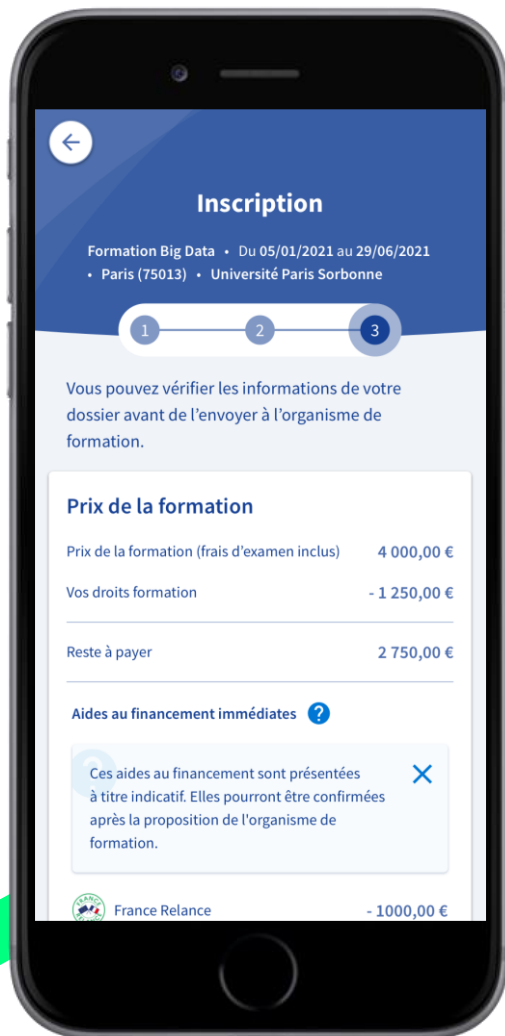 Inscription
Formation Big Data • Du 05/01/2021 au 29/06/2021
• Paris (75013) • Université Paris Sorbonne
1 2 3
Vous pouvez vérifier les informations de votre
dossier avant de l'envoyer à l'organisme de
formation.
Prix de la formation
Prix de la formation (frais d'examen inclus) 4 000,00 €
Vos droits formation - 1 250,00 €
Reste à payer 2 750,00 €
Aides au financement immédiates ?
Ces aides au financement sont présentées
à titre indicatif. Elles pourront être confirmées
après la proposition de l'organisme de
formation.
France Relance - 1000,00 €